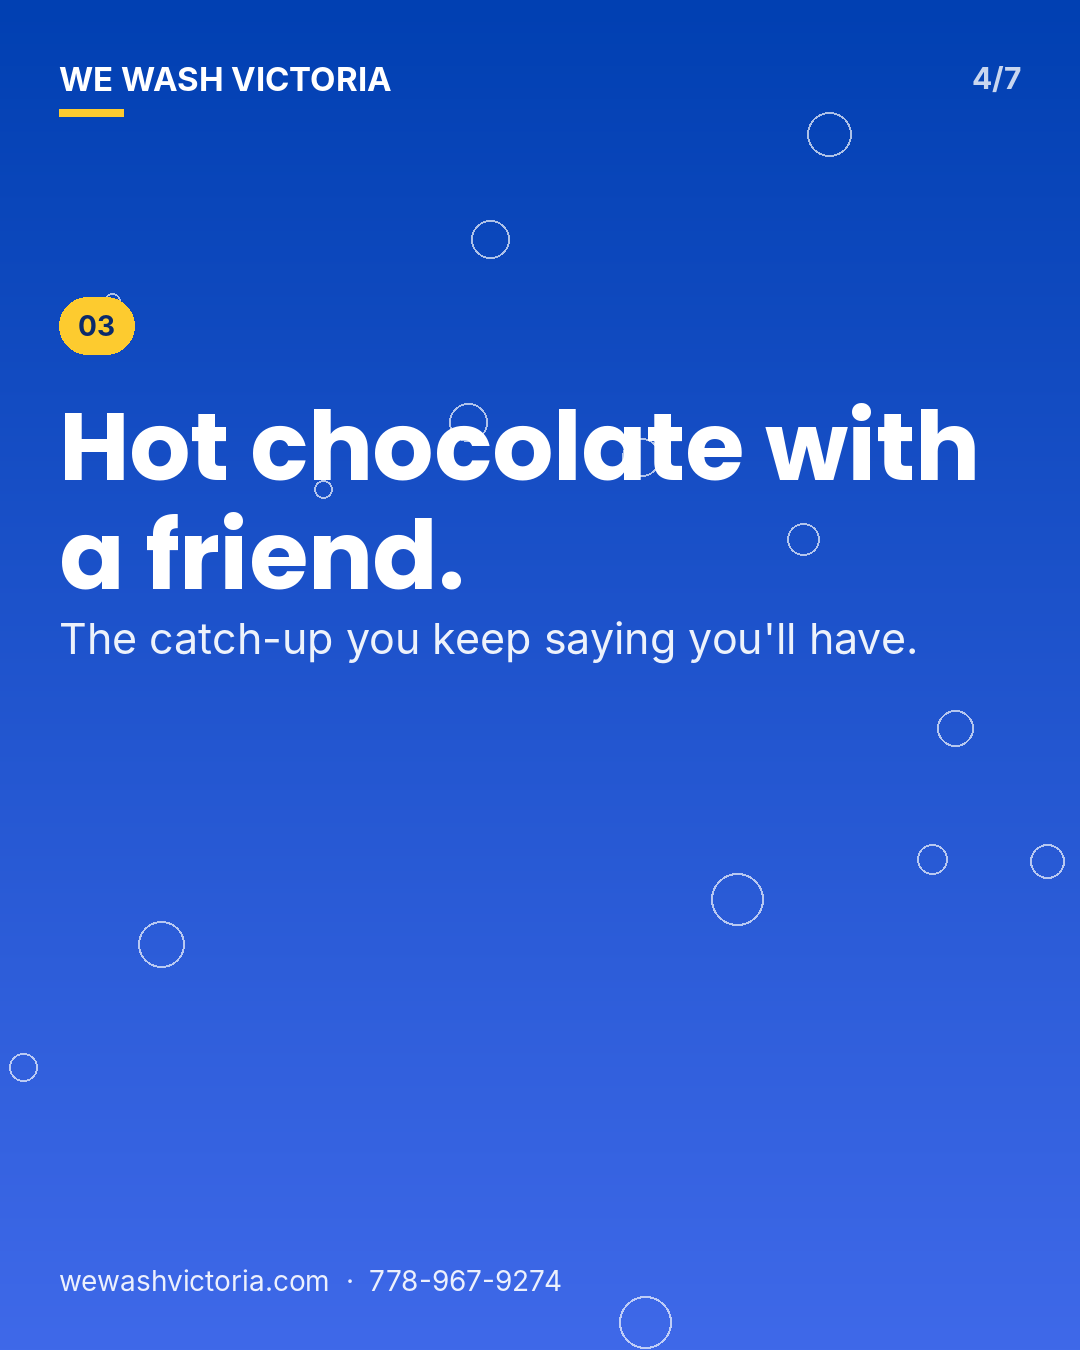 WE WASH VICTORIA
4/7
03
Hot chocolate with
a friend.
The catch-up you keep saying you'll have.
wewashvictoria.com · 778-967-9274